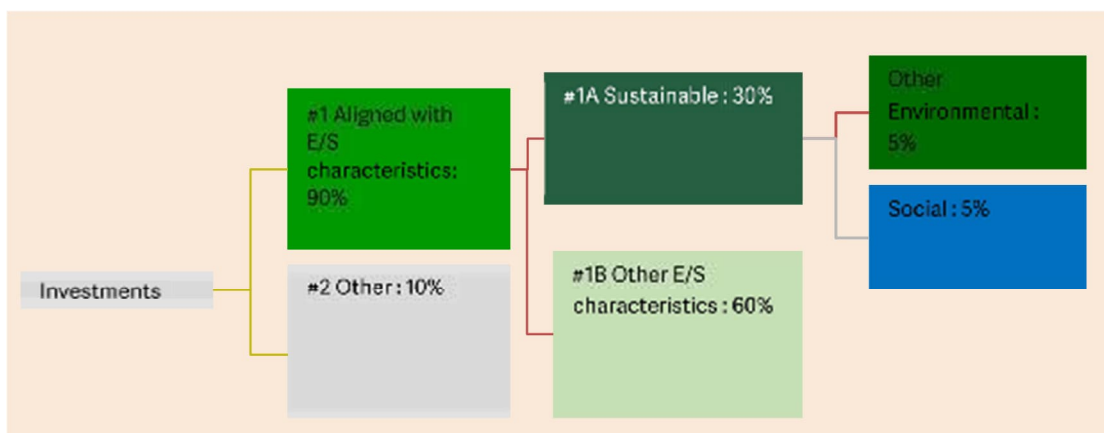 Investments
#1 Aligned with
E/S
characteristics:
90%
#2 Other : 10%
#1A Sustainable : 30%
#1B Other E/S
characteristics : 60%
Other
Environmental :
5%
Social : 5%